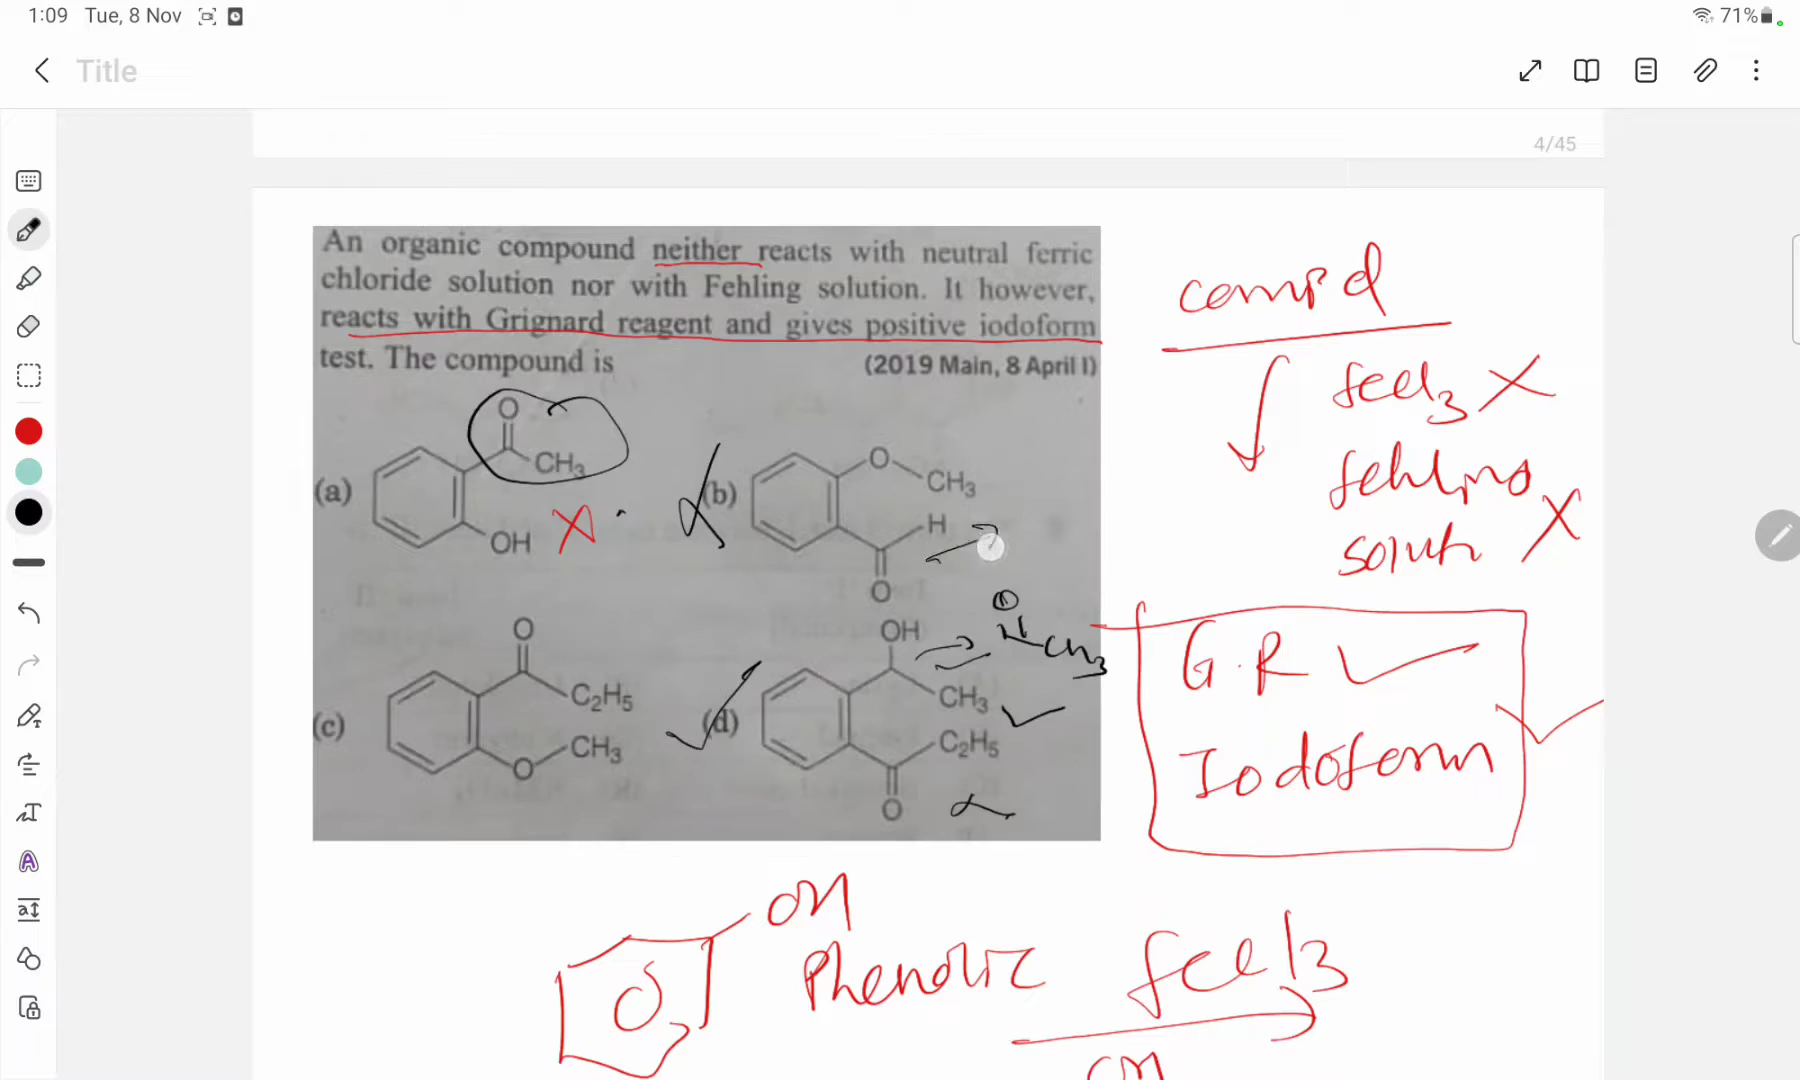 1:09 Tue, 8 Nov
71%
Title
4/45
An organic compound neither reacts with neutral ferric
chloride solution nor with Fehling solution. It however,
reacts with Grignard reagent and gives positive iodoform
test. The compound is (2019 Main, 8 April I)
(a) O CH₃ OH
(b) O CH₃ H O
(c) O C₂H₅ O CH₃
(d) OH CH₃ C₂H₅ O
O
CH₃
compd
fecl₃ X
fehling
soluti X
G.R ✓
Iodoform
OH
Phenolic fecl3